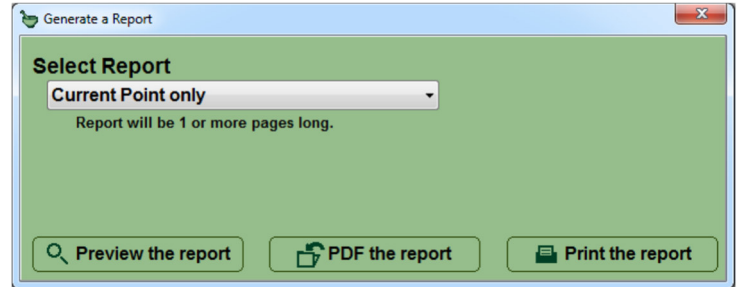 Generate a Report
Select Report
Current Point only
Report will be 1 or more pages long.
Preview the report
PDF the report
Print the report